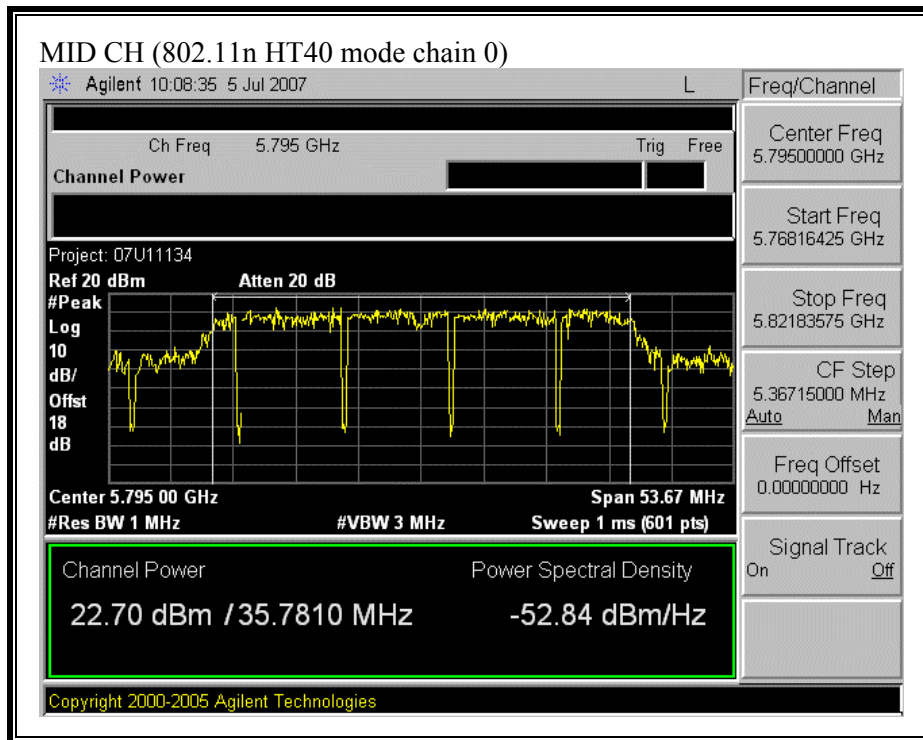 MID CH (802.11n HT40 mode chain 0)
Agilent 10:08:35 5 Jul 2007 L
Freq/Channel
Ch Freq 5.795 GHz Trig Free
Channel Power
Center Freq
5.79500000 GHz
Start Freq
5.76816425 GHz
Stop Freq
5.82183575 GHz
CF Step
5.36715000 MHz
Auto Man
Freq Offset
0.00000000 Hz
Signal Track
On Off
Project: 07U11134
Ref 20 dBm Atten 20 dB
#Peak
Log
10
dB/
Offst
18
dB
Center 5.795 00 GHz Span 53.67 MHz
#Res BW 1 MHz #VBW 3 MHz Sweep 1 ms (601 pts)
Channel Power Power Spectral Density
22.70 dBm / 35.7810 MHz -52.84 dBm/Hz
Copyright 2000-2005 Agilent Technologies